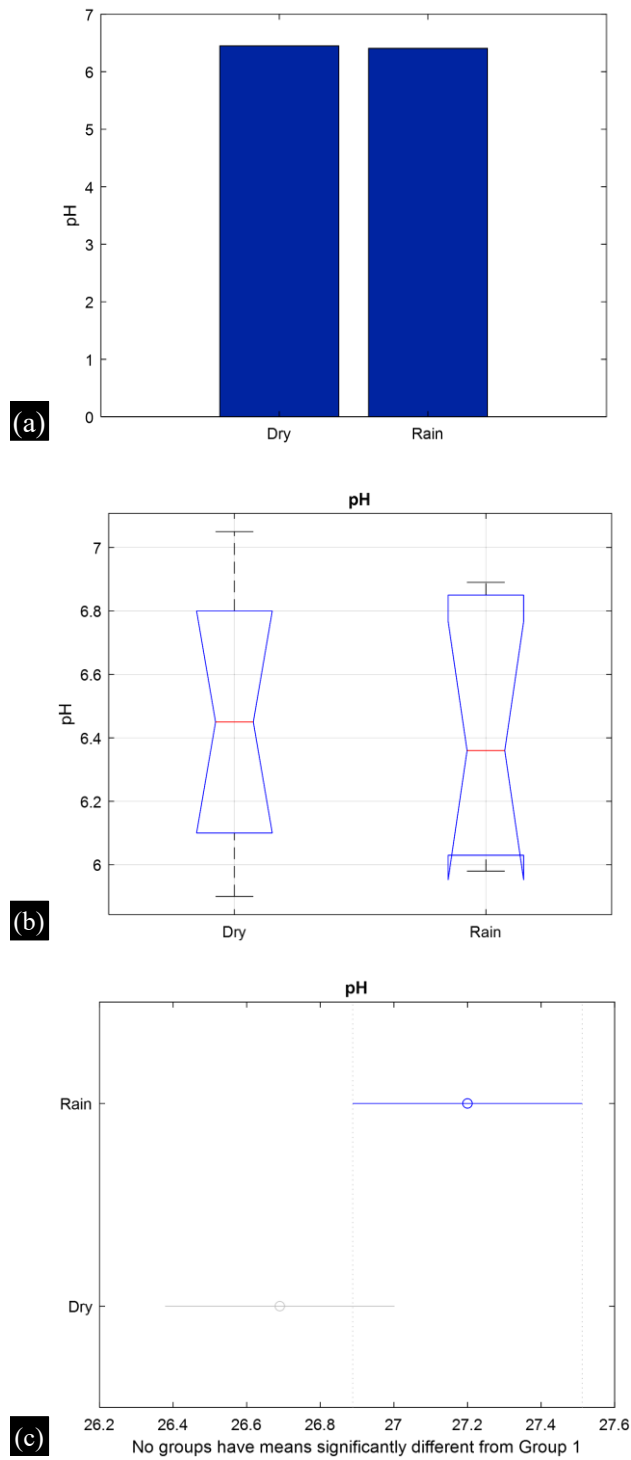 7
6
5
4
3
2
1
0
pH
Dry Rain
(a)
pH
7
6.8
6.6
6.4
6.2
6
pH
Dry Rain
(b)
pH
Rain
Dry
26.2 26.4 26.6 26.8 27 27.2 27.4 27.6
No groups have means significantly different from Group 1
(c)